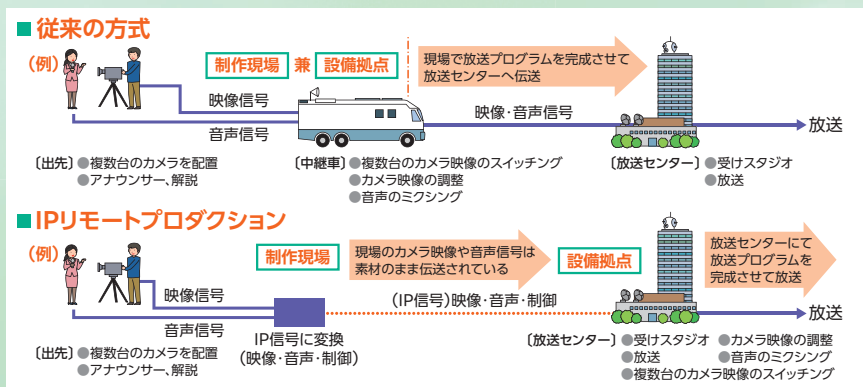 ■従来の方式
(例)
制作現場 兼 設備拠点
現場で放送プログラムを完成させて
放送センターへ伝送
映像信号
音声信号
映像・音声信号
放送
〔出先〕●複数台のカメラを配置
●アナウンサー、解説
〔中継車〕●複数台のカメラ映像のスイッチング
●カメラ映像の調整
●音声のミクシング
〔放送センター〕●受けスタジオ
●放送
■IPリモートプロダクション
(例)
制作現場
現場のカメラ映像や音声信号は
素材のまま伝送されている
設備拠点
放送センターにて
放送プログラムを
完成させて放送
映像信号
音声信号
IP信号に変換
(映像・音声・制御)
(IP信号)映像・音声・制御
放送
〔出先〕●複数台のカメラを配置
●アナウンサー、解説
〔放送センター〕●受けスタジオ ●カメラ映像の調整
●放送 ●音声のミクシング
●複数台のカメラ映像のスイッチング